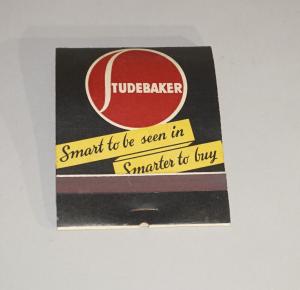 STUDEBAKER
Smart to be seen in
Smarter to buy